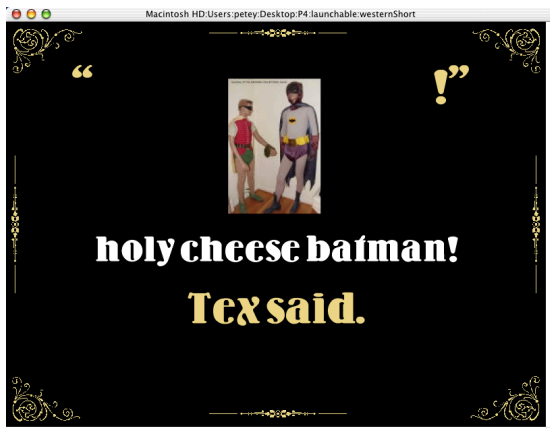 Macintosh HD:Users:petey:Desktop:P4:launchable:westernShort
“ !”
holy cheese batman!
Tex said.